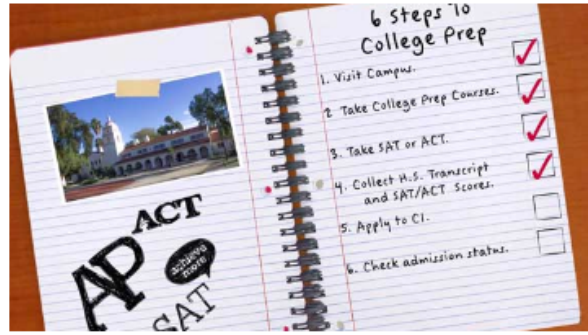 ACT
AP
achieve
more
SAT
6 Steps To
College Prep
1. Visit Campus.
2 Take College Prep Courses.
3. Take SAT or ACT.
4. Collect H.S. Transcript
and SAT/ACT Scores.
5. Apply to CI.
6. Check admission status.